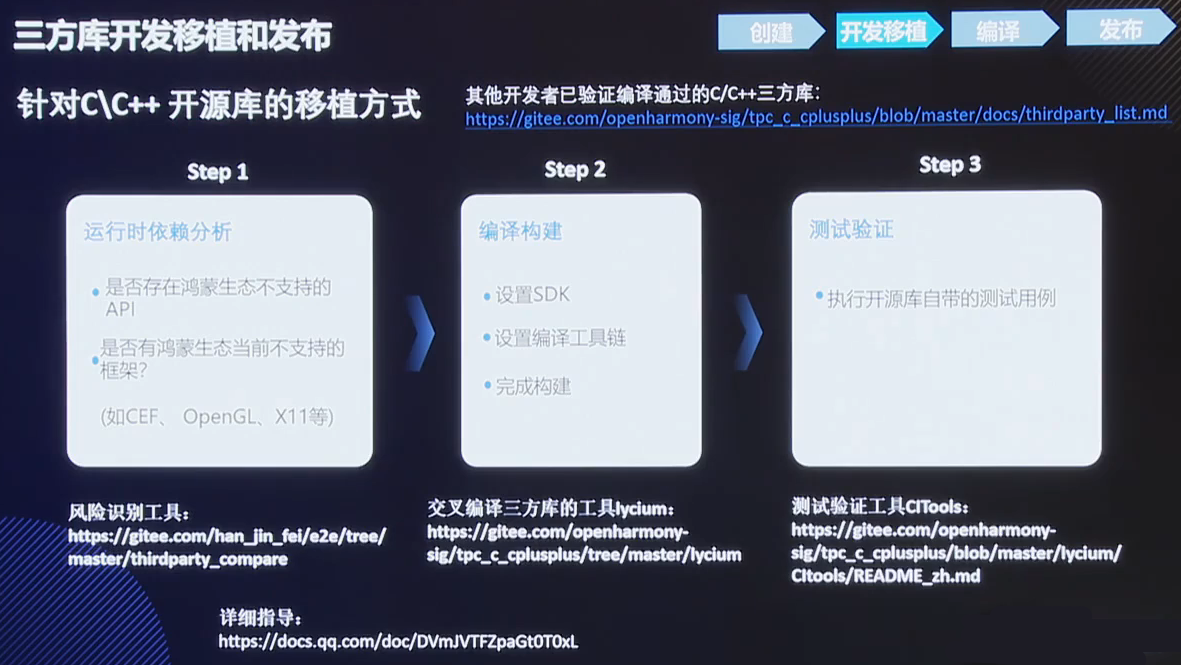 三方库开发移植和发布
创建
开发移植
编译
发布
针对C\C++ 开源库的移植方式
其他开发者已验证编译通过的C/C++三方库:
https://gitee.com/openharmony-sig/tpc_c_cplusplus/blob/master/docs/thirdparty_list.md
Step 1
运行时依赖分析
是否存在鸿蒙生态不支持的
API
是否有鸿蒙生态当前不支持的
框架?
(如CEF、 OpenGL、X11等)
风险识别工具:
https://gitee.com/han_jin_fei/e2e/tree/
master/thirdparty_compare
Step 2
编译构建
设置SDK
设置编译工具链
完成构建
交叉编译三方库的工具lycium:
https://gitee.com/openharmony-
sig/tpc_c_cplusplus/tree/master/lycium
Step 3
测试验证
执行开源库自带的测试用例
测试验证工具CITools:
https://gitee.com/openharmony-
sig/tpc_c_cplusplus/blob/master/lycium/
CItools/README_zh.md
详细指导:
https://docs.qq.com/doc/DVmJVTFZpaGt0T0xL